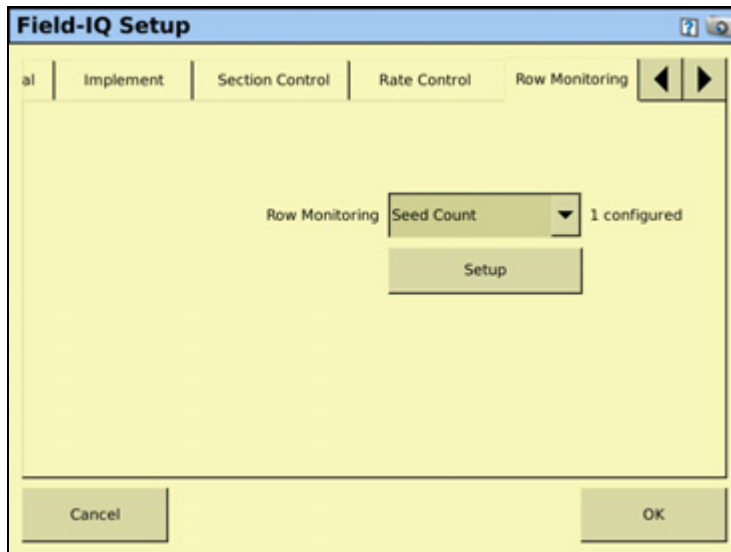 Field-IQ Setup
al Implement Section Control Rate Control Row Monitoring
Row Monitoring Seed Count 1 configured
Setup
Cancel OK